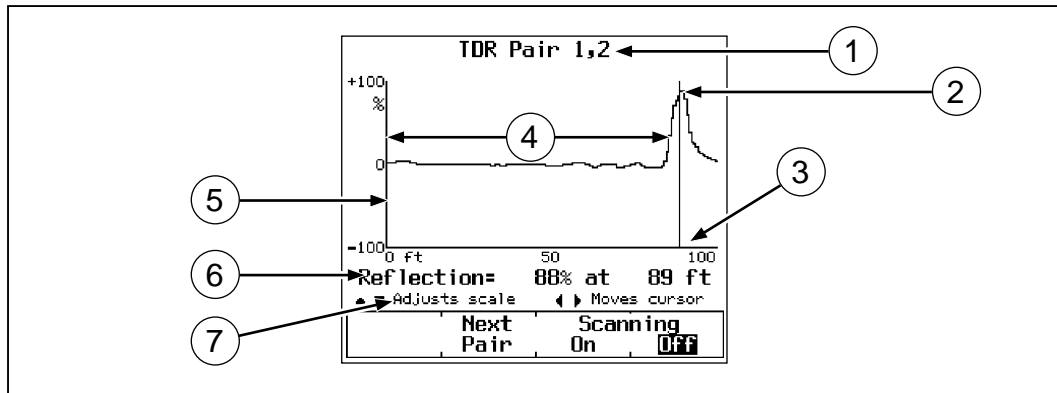 TDR Pair 1,2
1
+100
%
2
4
0
3
5
-100
0 ft 50 100
6
Reflection= 88% at 89 ft
▲ = Adjusts scale ◀ ▶ Moves cursor
7
Next Pair
Scanning
On Off